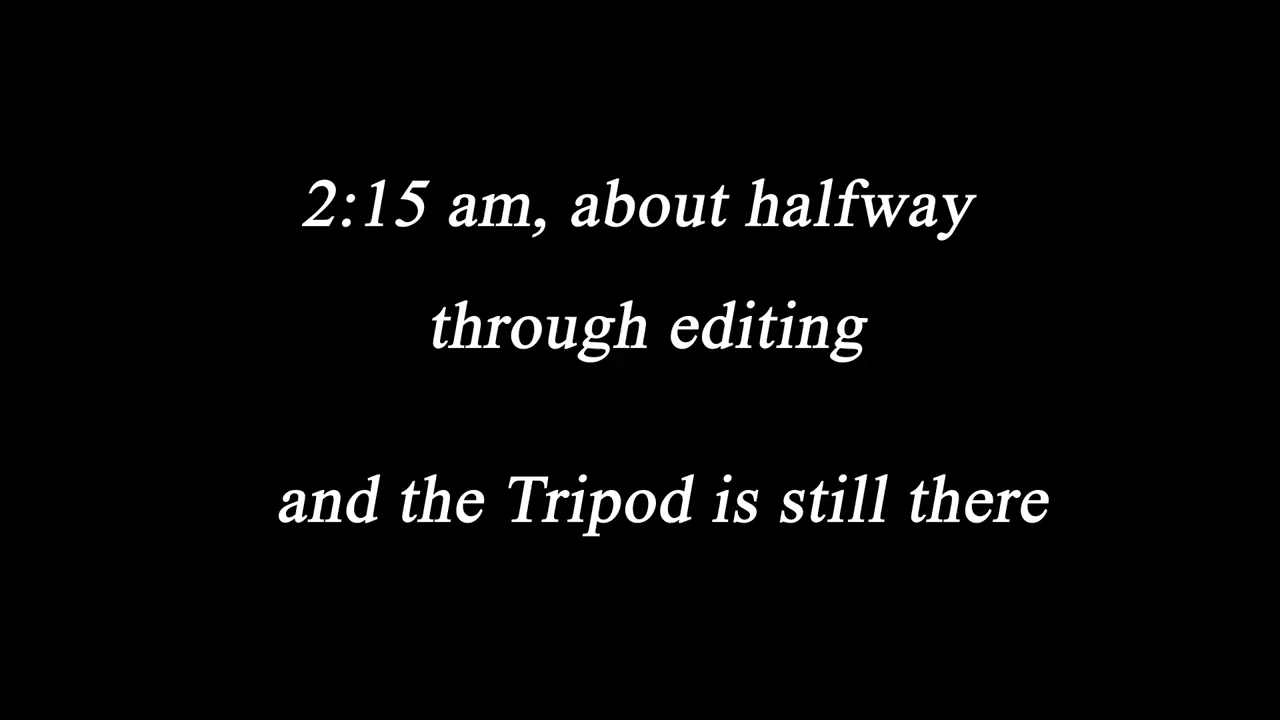 2:15 am, about halfway
through editing
and the Tripod is still there